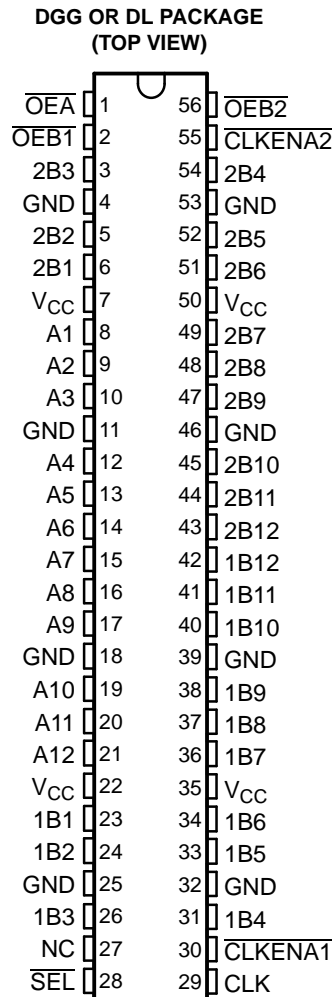 DGG OR DL PACKAGE
(TOP VIEW)
OEA 1 56 OEB2
OEB1 2 55 CLKENA2
2B3 3 54 2B4
GND 4 53 GND
2B2 5 52 2B5
2B1 6 51 2B6
VCC 7 50 VCC
A1 8 49 2B7
A2 9 48 2B8
A3 10 47 2B9
GND 11 46 GND
A4 12 45 2B10
A5 13 44 2B11
A6 14 43 2B12
A7 15 42 1B12
A8 16 41 1B11
A9 17 40 1B10
GND 18 39 GND
A10 19 38 1B9
A11 20 37 1B8
A12 21 36 1B7
VCC 22 35 VCC
1B1 23 34 1B6
1B2 24 33 1B5
GND 25 32 GND
1B3 26 31 1B4
NC 27 30 CLKENA1
SEL 28 29 CLK